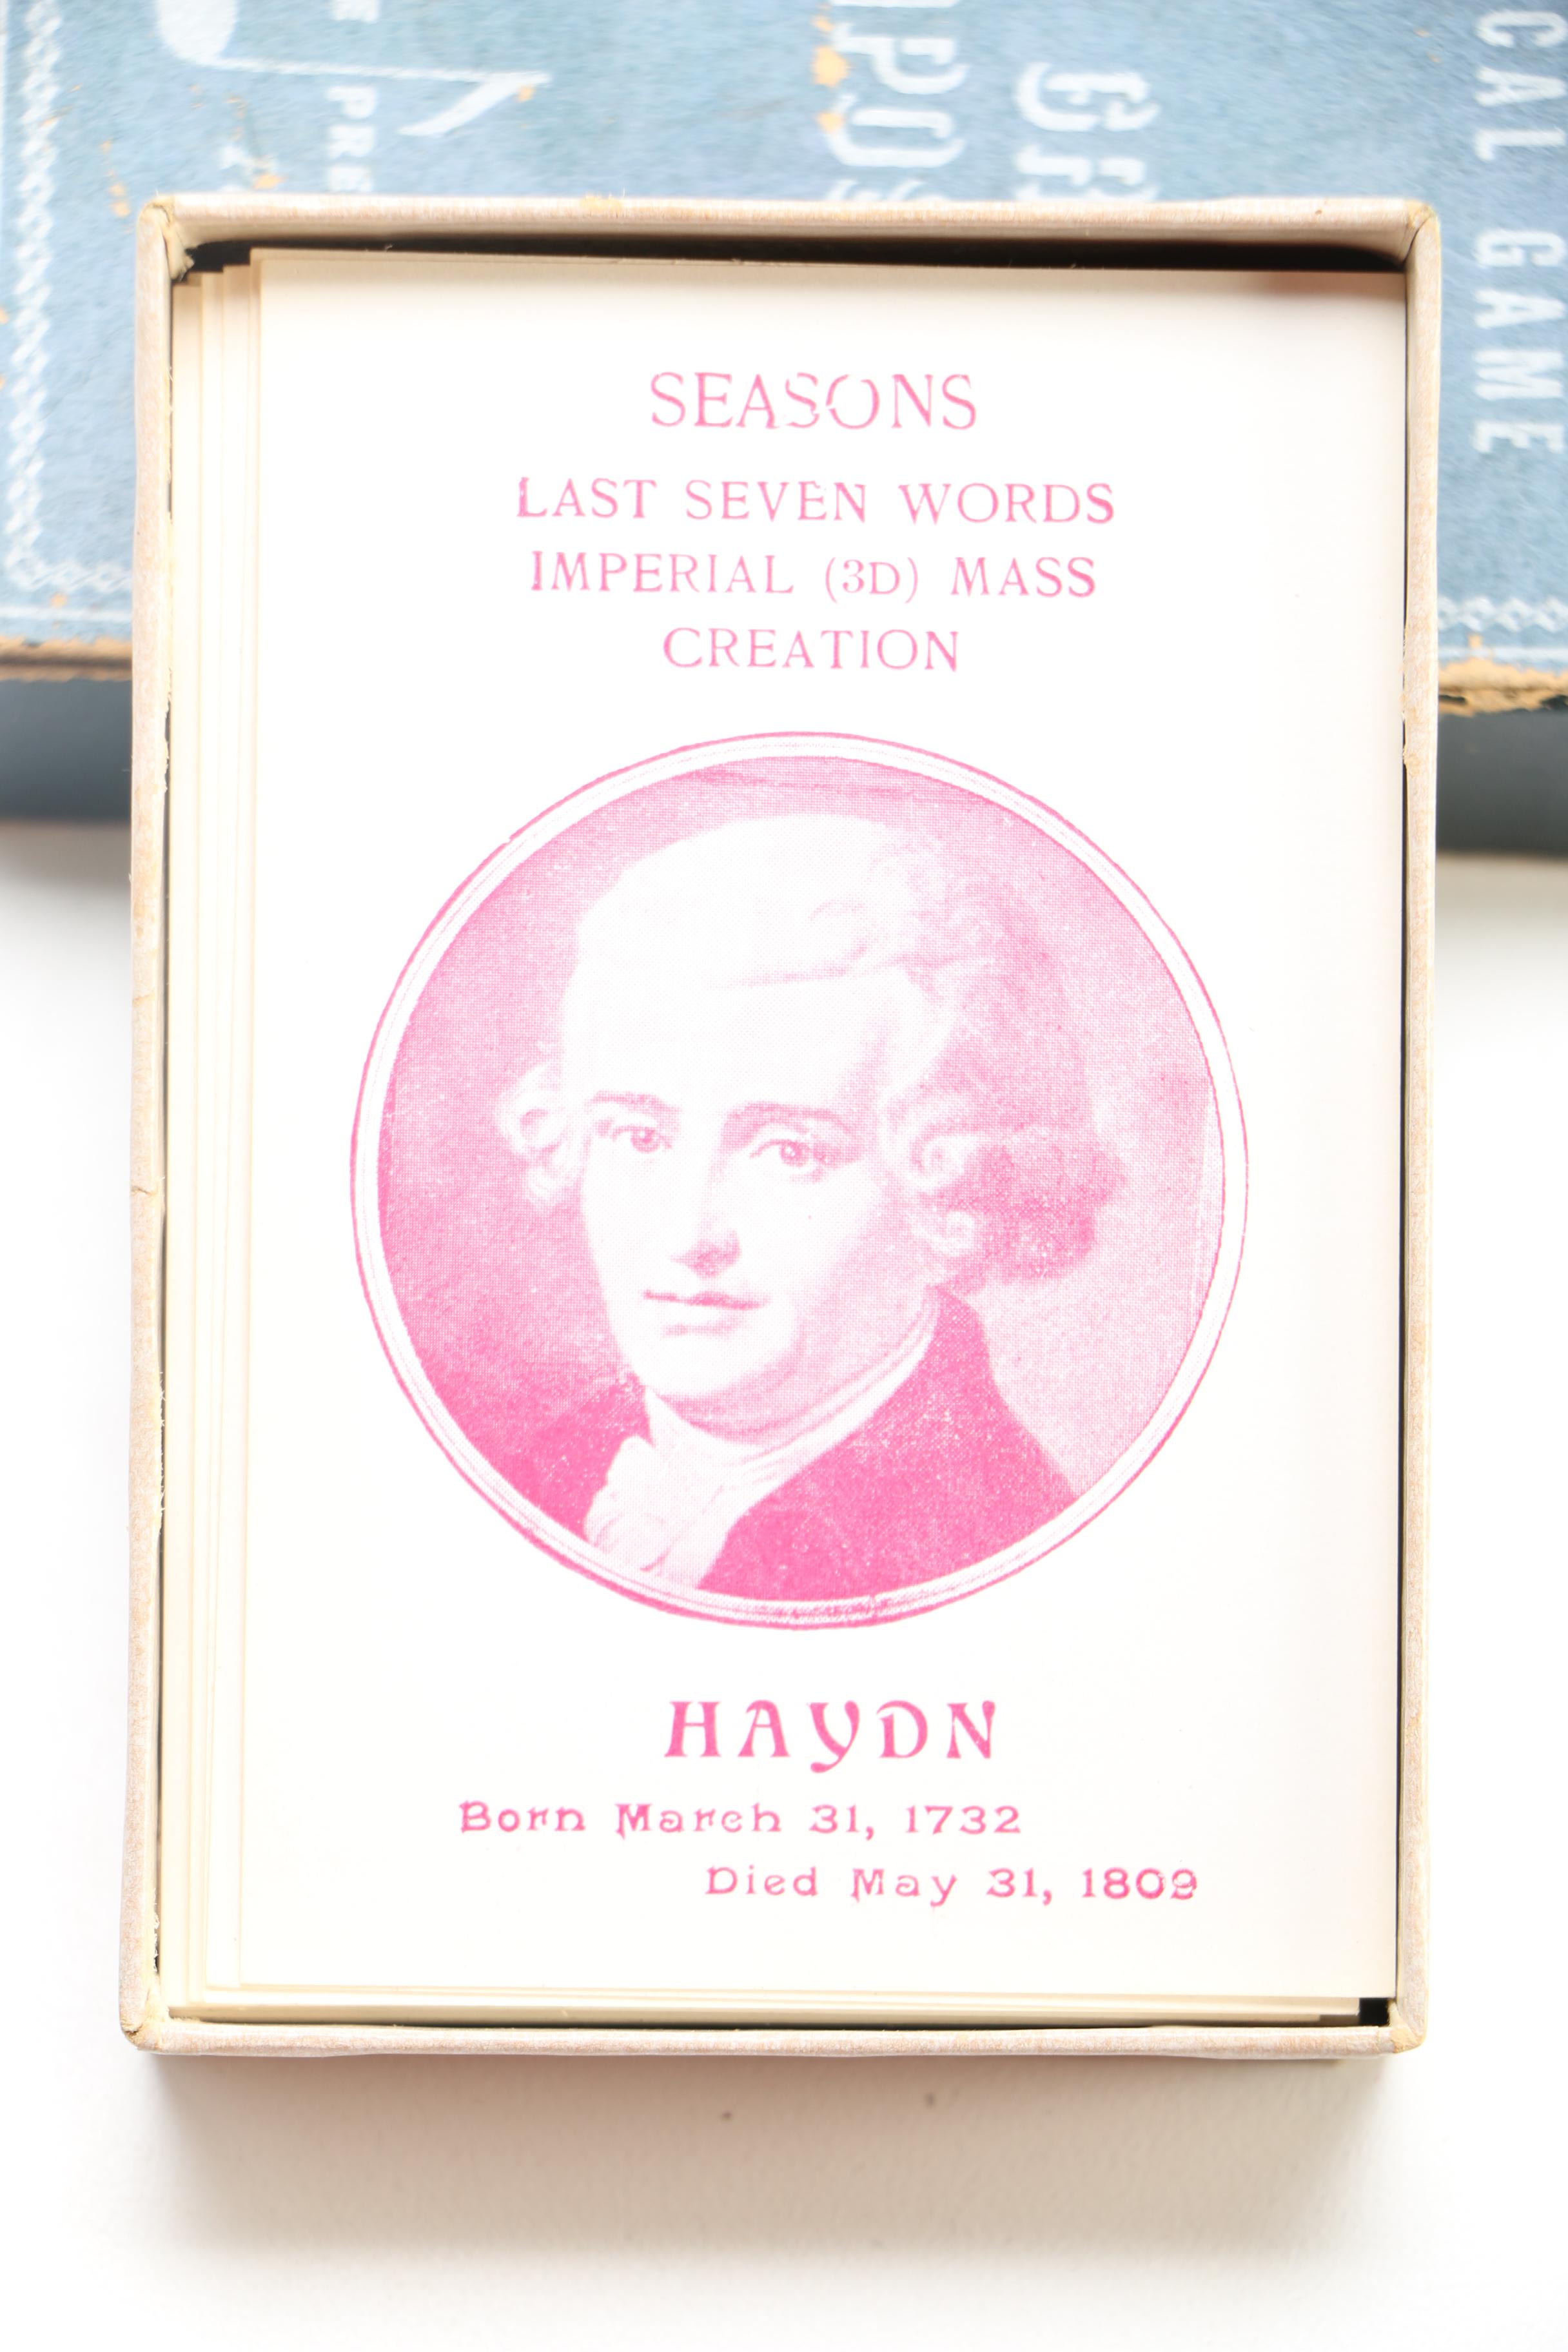 CAL GAME
SEASONS
LAST SEVEN WORDS
IMPERIAL (3D) MASS
CREATION
HAYDN
Born March 31, 1732
Died May 31, 1809